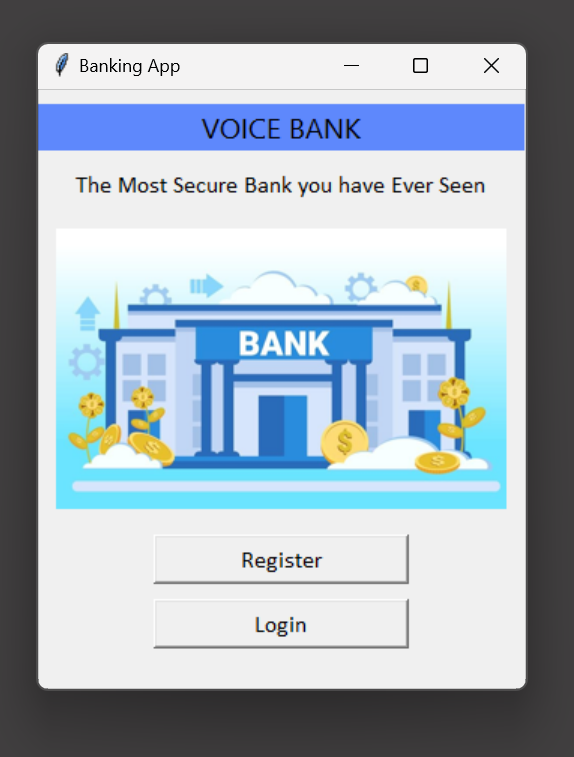 Banking App
VOICE BANK
The Most Secure Bank you have Ever Seen
$
BANK
$
$
$
$
$
$
$
Register
Login